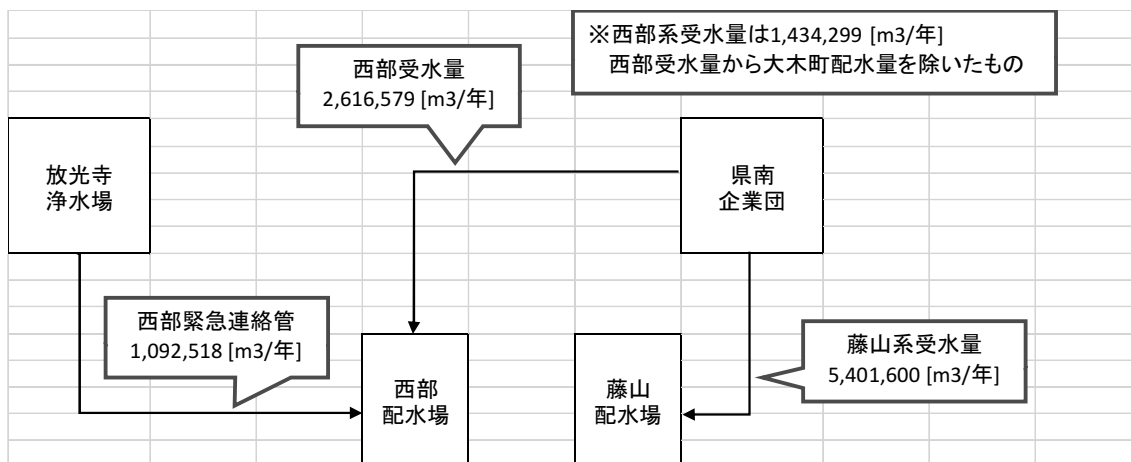 ※西部系受水量は1,434,299 [m3/年]
西部受水量から大木町配水量を除いたもの
西部受水量
2,616,579 [m3/年]
放光寺
浄水場
県南
企業団
西部緊急連絡管
1,092,518 [m3/年]
西部
配水場
藤山
配水場
藤山系受水量
5,401,600 [m3/年]